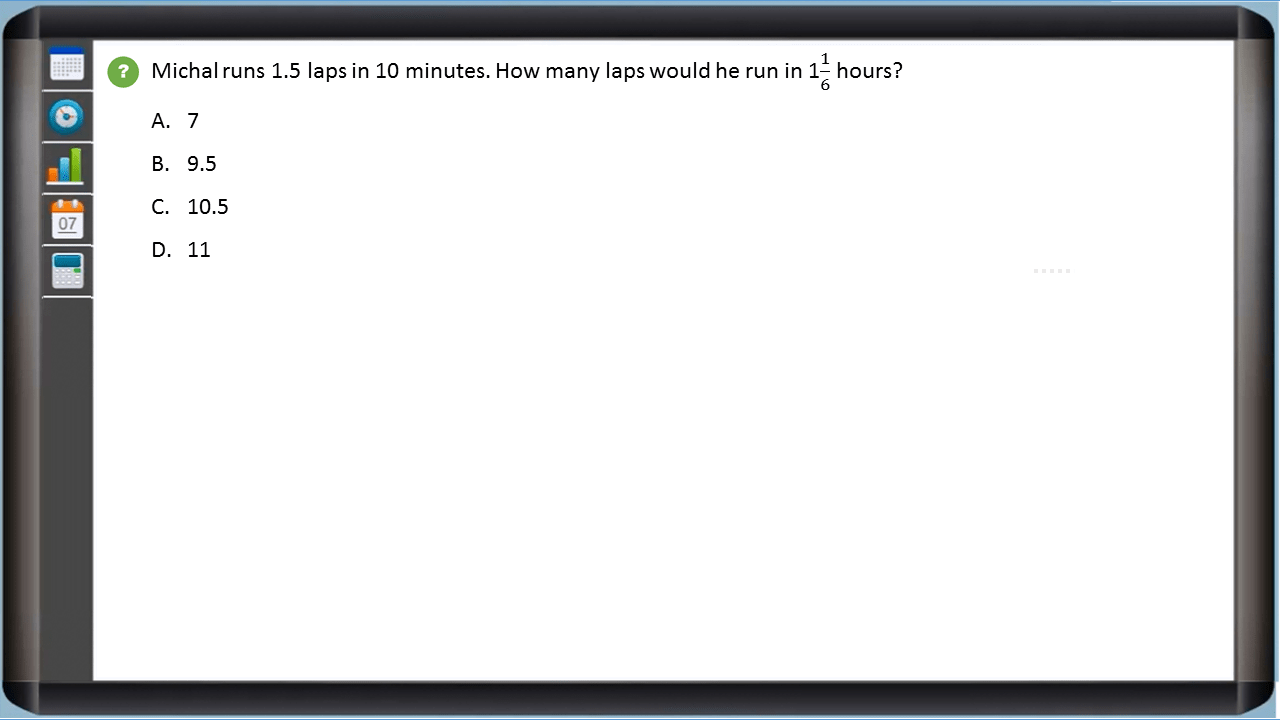 ? Michal runs 1.5 laps in 10 minutes. How many laps would he run in 1 1/6 hours?
A. 7
B. 9.5
C. 10.5
D. 11
07